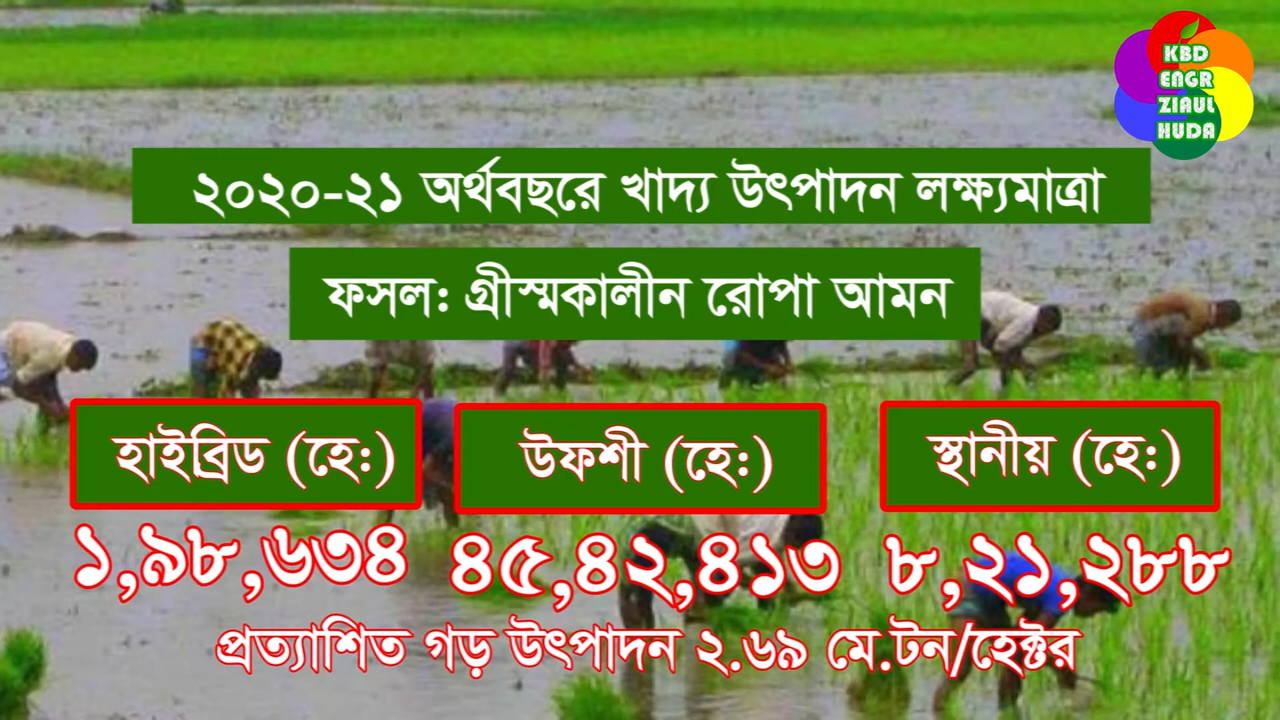 KBD
ENGR
ZIAUL
HUDA
২০২০-২১ অর্থবছরে খাদ্য উৎপাদন লক্ষ্যমাত্রা
ফসল: গ্রীস্মকালীন রোপা আমন
হাইব্রিড (হে:) উফশী (হে:) স্থানীয় (হে:)
১,৯৮,৬৩৪ ৪৫,৪২,৪১৩ ৮,২১,২৮৮
প্রত্যাশিত গড় উৎপাদন ২.৬৯ মে.টন/হেক্টর